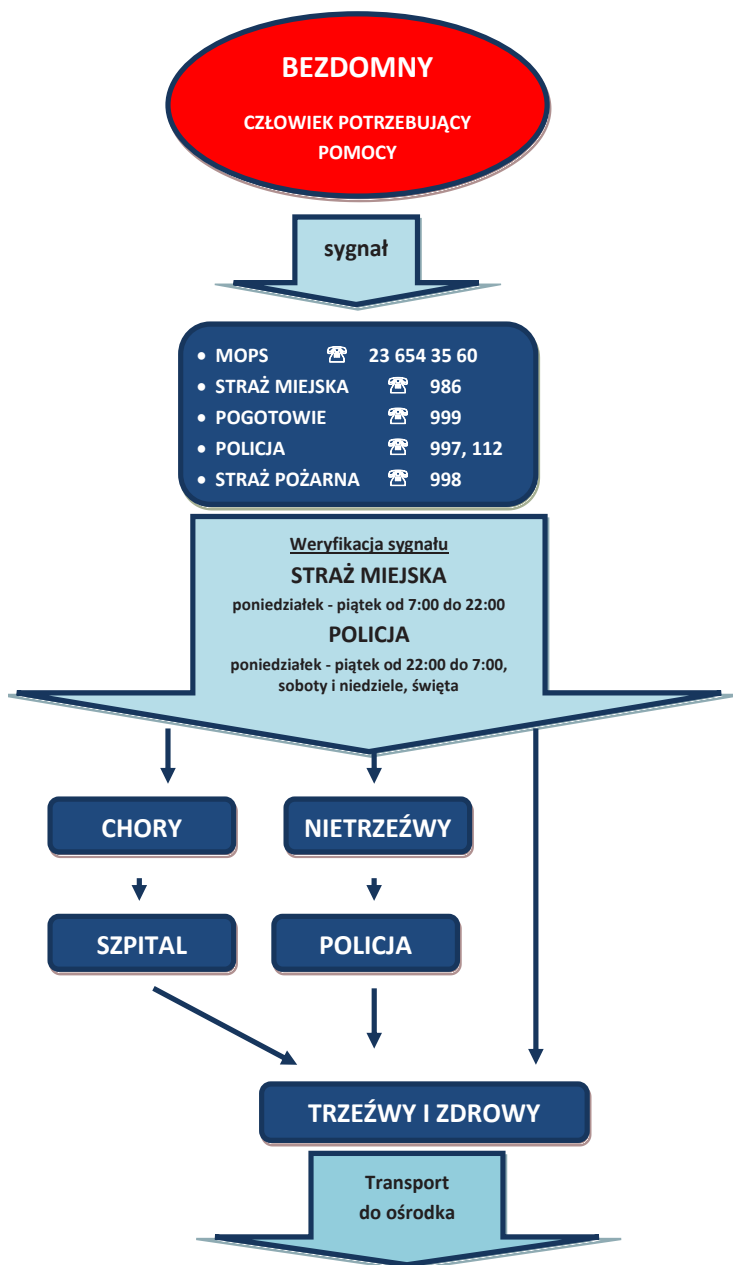 BEZDOMNY
CZŁOWIEK POTRZEBUJĄCY
POMOCY
sygnał
• MOPS ☎ 23 654 35 60
• STRAŻ MIEJSKA ☎ 986
• POGOTOWIE ☎ 999
• POLICJA ☎ 997, 112
• STRAŻ POŻARNA ☎ 998
Weryfikacja sygnału
STRAŻ MIEJSKA
poniedziałek - piątek od 7:00 do 22:00
POLICJA
poniedziałek - piątek od 22:00 do 7:00,
soboty i niedziele, święta
CHORY
NIETRZEŹWY
SZPITAL
POLICJA
TRZEŹWY I ZDROWY
Transport
do ośrodka